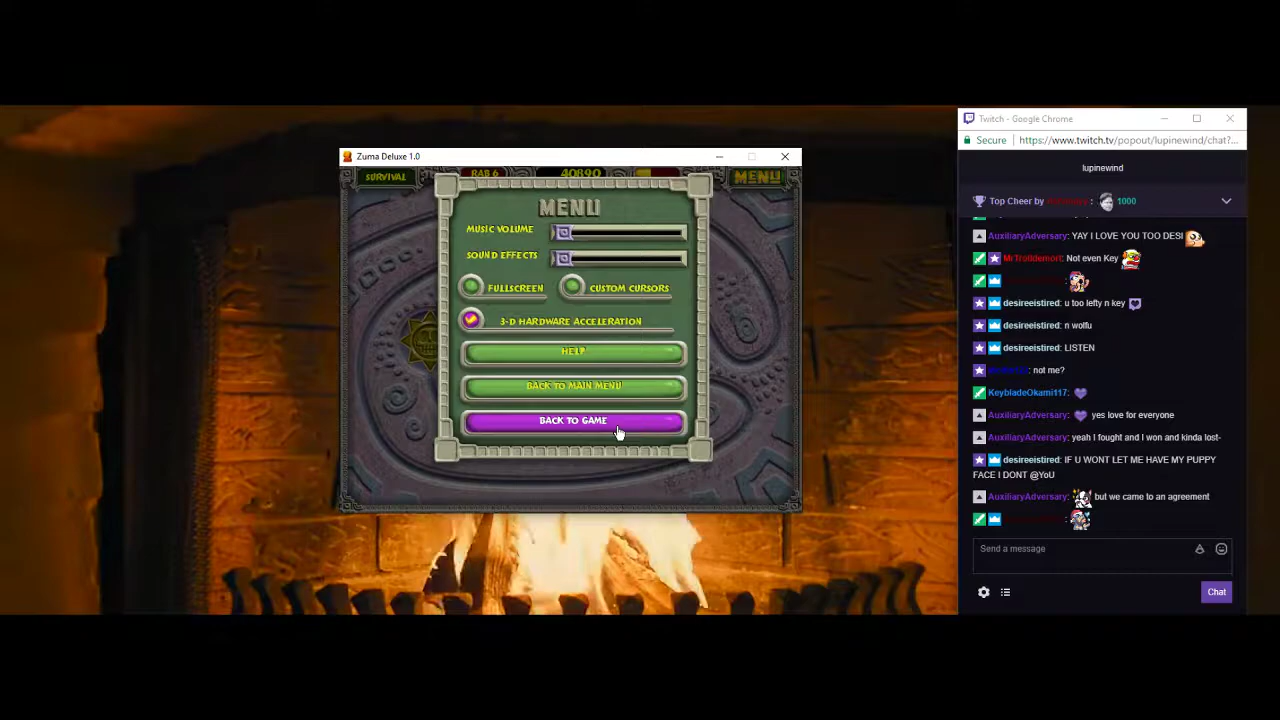 Zuma Deluxe 1.0
SURVIVAL
RAB 6
40890
MENU
MENU
MUSIC VOLUME
SOUND EFFECTS
FULLSCREEN
CUSTOM CURSORS
3-D HARDWARE ACCELERATION
HELP
BACK TO MAIN MENU
BACK TO GAME
Twitch - Google Chrome
Secure
https://www.twitch.tv/popout/lupinewind/chat?...
lupinewind
Top Cheer by
: 1000
AuxiliaryAdversary: YAY I LOVE YOU TOO DESI
MrTro0demort: Not even Key
:
desireeistired: u too lefty n key
desireeistired: n wolfu
desireeistired: LISTEN
: not me?
KeybladeOkami117:
AuxiliaryAdversary: yes love for everyone
AuxiliaryAdversary: yeah I fought and I won and kinda lost-
desireeistired: IF U WONT LET ME HAVE MY PUPPY
FACE I DONT @YoU
AuxiliaryAdversary: but we came to an agreement
:
Send a message
Chat